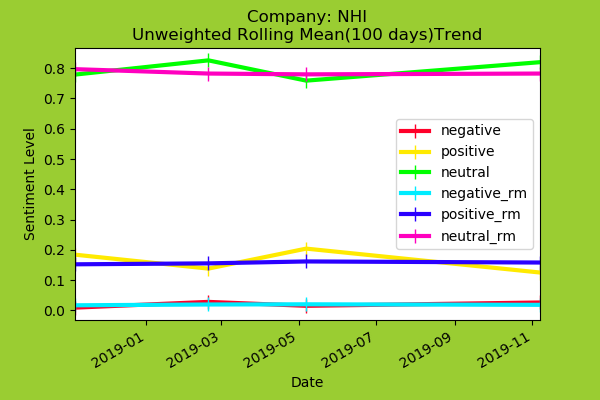 Company: NHI
Unweighted Rolling Mean(100 days)Trend
Sentiment Level
0.8
0.7
0.6
0.5
0.4
0.3
0.2
0.1
0.0
negative
positive
neutral
negative_rm
positive_rm
neutral_rm
2019-01
2019-03
2019-05
2019-07
2019-09
2019-11
Date